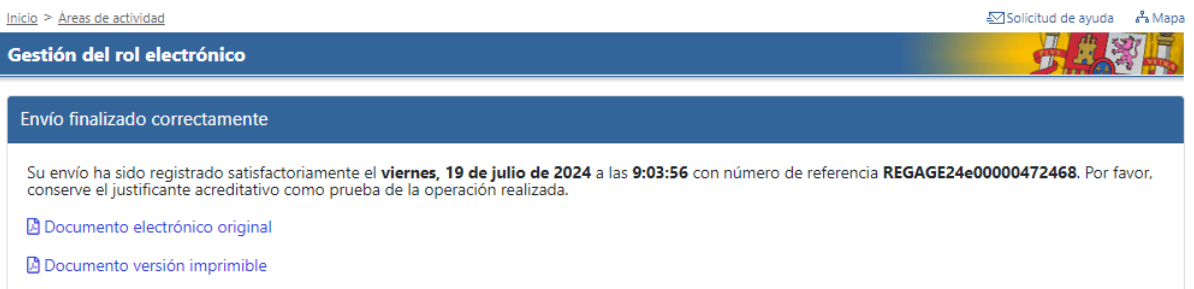 Inicio > Áreas de actividad
Solicitud de ayuda Mapa
Gestión del rol electrónico
PLVS VLTRA
Envío finalizado correctamente
Su envío ha sido registrado satisfactoriamente el viernes, 19 de julio de 2024 a las 9:03:56 con número de referencia REGAGE24e00000472468. Por favor,
conserve el justificante acreditativo como prueba de la operación realizada.
Documento electrónico original
Documento versión imprimible